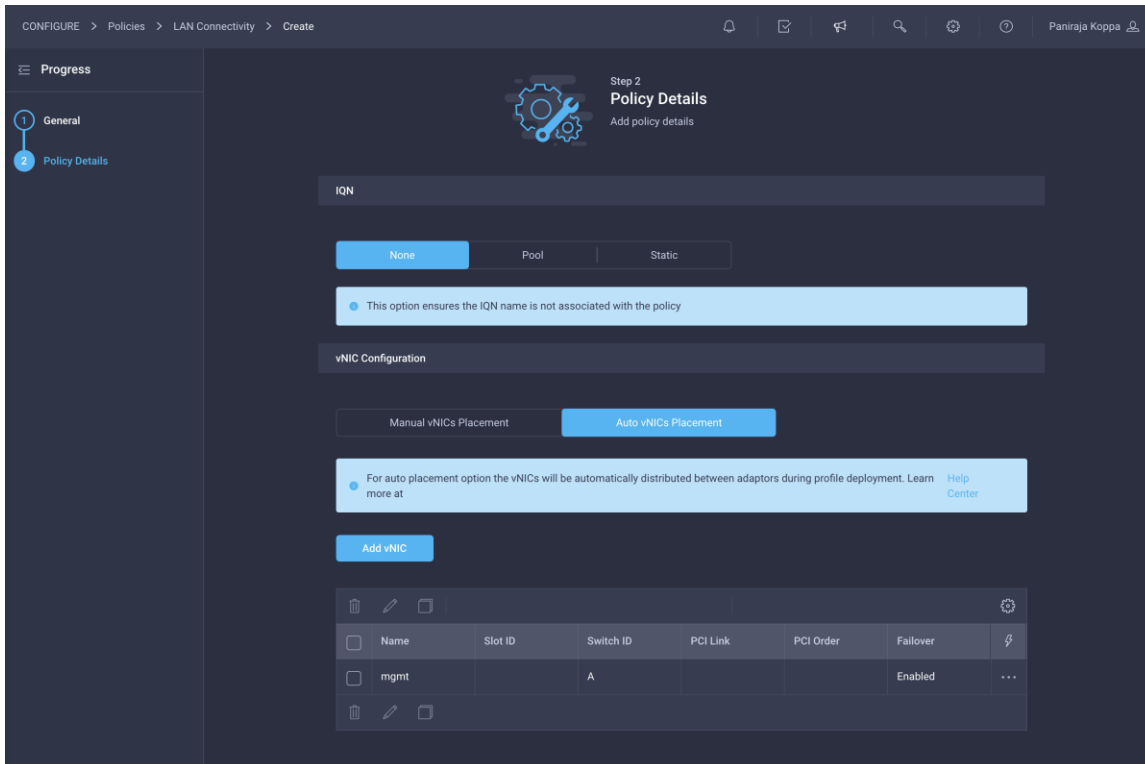 CONFIGURE > Policies > LAN Connectivity > Create
Paniraja Koppa
Progress
1 General
2 Policy Details
Step 2
Policy Details
Add policy details
IQN
None Pool Static
This option ensures the IQN name is not associated with the policy
vNIC Configuration
Manual vNICs Placement Auto vNICs Placement
For auto placement option the vNICs will be automatically distributed between adaptors during profile deployment. Learn Help
more at Center
Add vNIC
Name Slot ID Switch ID PCI Link PCI Order Failover
mgmt A Enabled